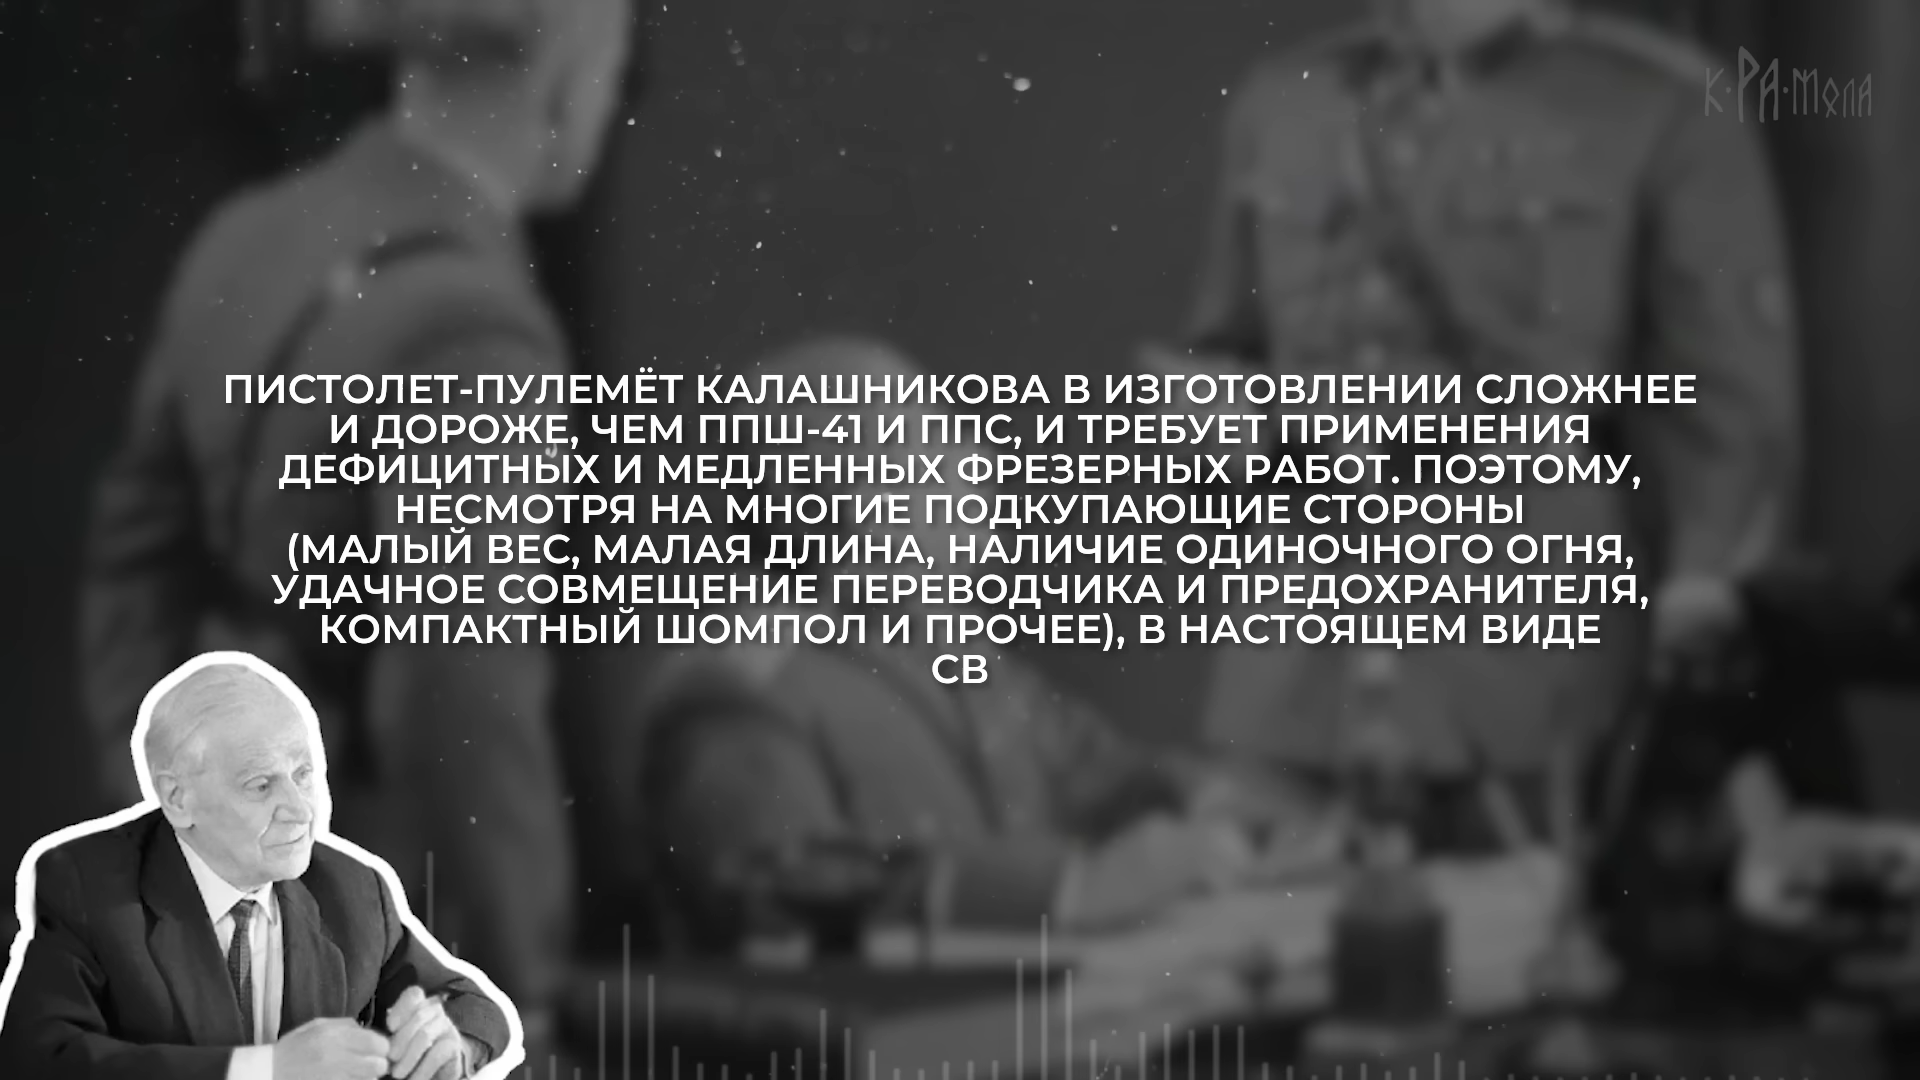 К·РА·МОЛА
ПИСТОЛЕТ-ПУЛЕМЁТ КАЛАШНИКОВА В ИЗГОТОВЛЕНИИ СЛОЖНЕЕ
И ДОРОЖЕ, ЧЕМ ППШ-41 И ППС, И ТРЕБУЕТ ПРИМЕНЕНИЯ
ДЕФИЦИТНЫХ И МЕДЛЕННЫХ ФРЕЗЕРНЫХ РАБОТ. ПОЭТОМУ,
НЕСМОТРЯ НА МНОГИЕ ПОДКУПАЮЩИЕ СТОРОНЫ
(МАЛЫЙ ВЕС, МАЛАЯ ДЛИНА, НАЛИЧИЕ ОДИНОЧНОГО ОГНЯ,
УДАЧНОЕ СОВМЕЩЕНИЕ ПЕРЕВОДЧИКА И ПРЕДОХРАНИТЕЛЯ,
КОМПАКТНЫЙ ШОМПОЛ И ПРОЧЕЕ), В НАСТОЯЩЕМ ВИДЕ
СВ